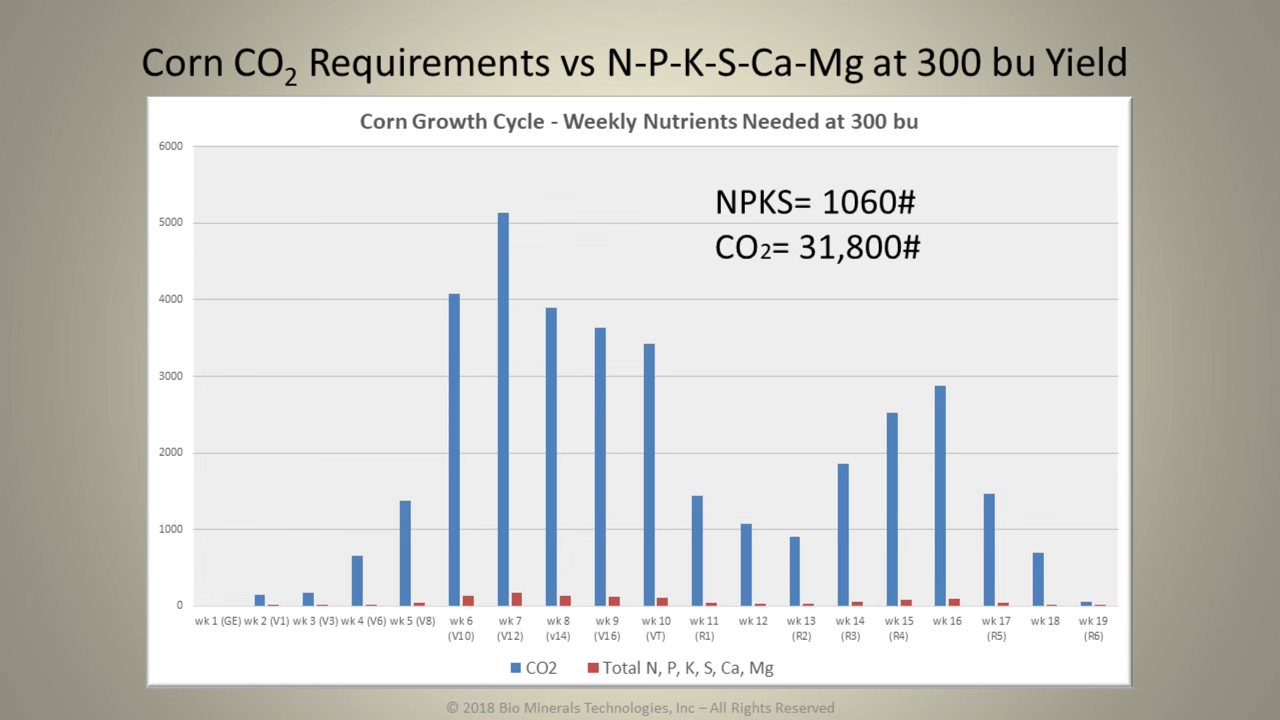 Corn CO2 Requirements vs N-P-K-S-Ca-Mg at 300 bu Yield
Corn Growth Cycle - Weekly Nutrients Needed at 300 bu
6000
5000
4000
3000
2000
1000
0
NPKS= 1060#
CO2= 31,800#
wk 1 (GE) wk 2 (V1) wk 3 (V3) wk 4 (V6) wk 5 (V8) wk 6 wk 7 wk 8 wk 9 wk 10 wk 11 wk 12 wk 13 wk 14 wk 15 wk 16 wk 17 wk 18 wk 19
(V10) (V12) (v14) (V16) (VT) (R1) (R2) (R3) (R4) (R5) (R6)
CO2 Total N, P, K, S, Ca, Mg
© 2018 Bio Minerals Technologies, Inc – All Rights Reserved